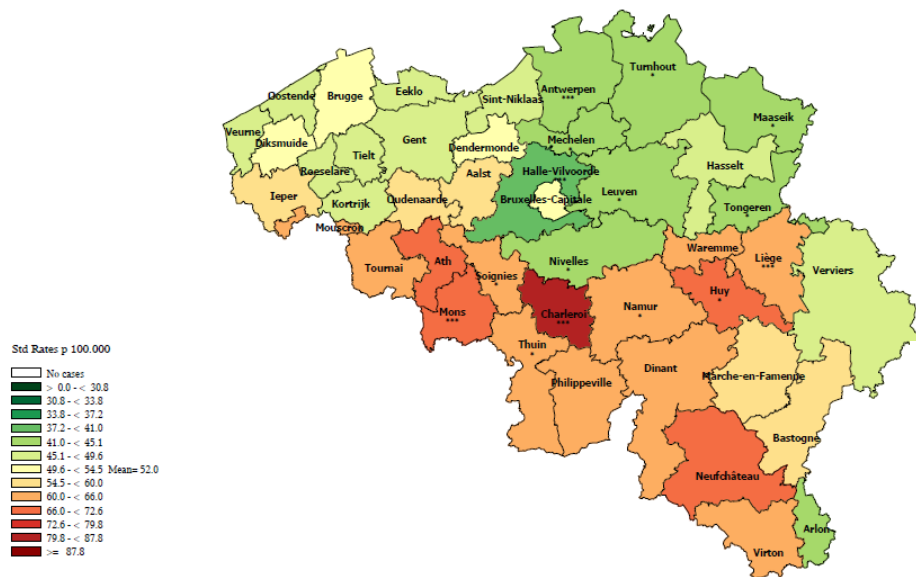 Turnhout
*
Oostende
Brugge
Eeklo
Sint-Niklaas
Antwerpen
***
Maaseik
*
Veurne
Diksmuide
Tielt
Gent
Dendermonde
Mechelen
*
Roeselare
Aalst
Halle-Vilvoorde
***
Hasselt
Ieper
Kortrijk
Oudenaarde
Bruxelles-Capitale
Leuven
*
Tongeren
*
Mouscron
Tournai
Ath
Soignies
*
Nivelles
*
Waremme
Liège
***
Verviers
Mons
***
Charleroi
***
Namur
*
Huy
*
Thuin
*
Philippeville
Dinant
Marche-en-Famenne
Bastogne
Neufchâteau
Arlon
Virton
Std Rates p 100.000
No cases
> 0.0 - < 30.8
30.8 - < 33.8
33.8 - < 37.2
37.2 - < 41.0
41.0 - < 45.1
45.1 - < 49.6
49.6 - < 54.5 Mean= 52.0
54.5 - < 60.0
60.0 - < 66.0
66.0 - < 72.6
72.6 - < 79.8
79.8 - < 87.8
>= 87.8